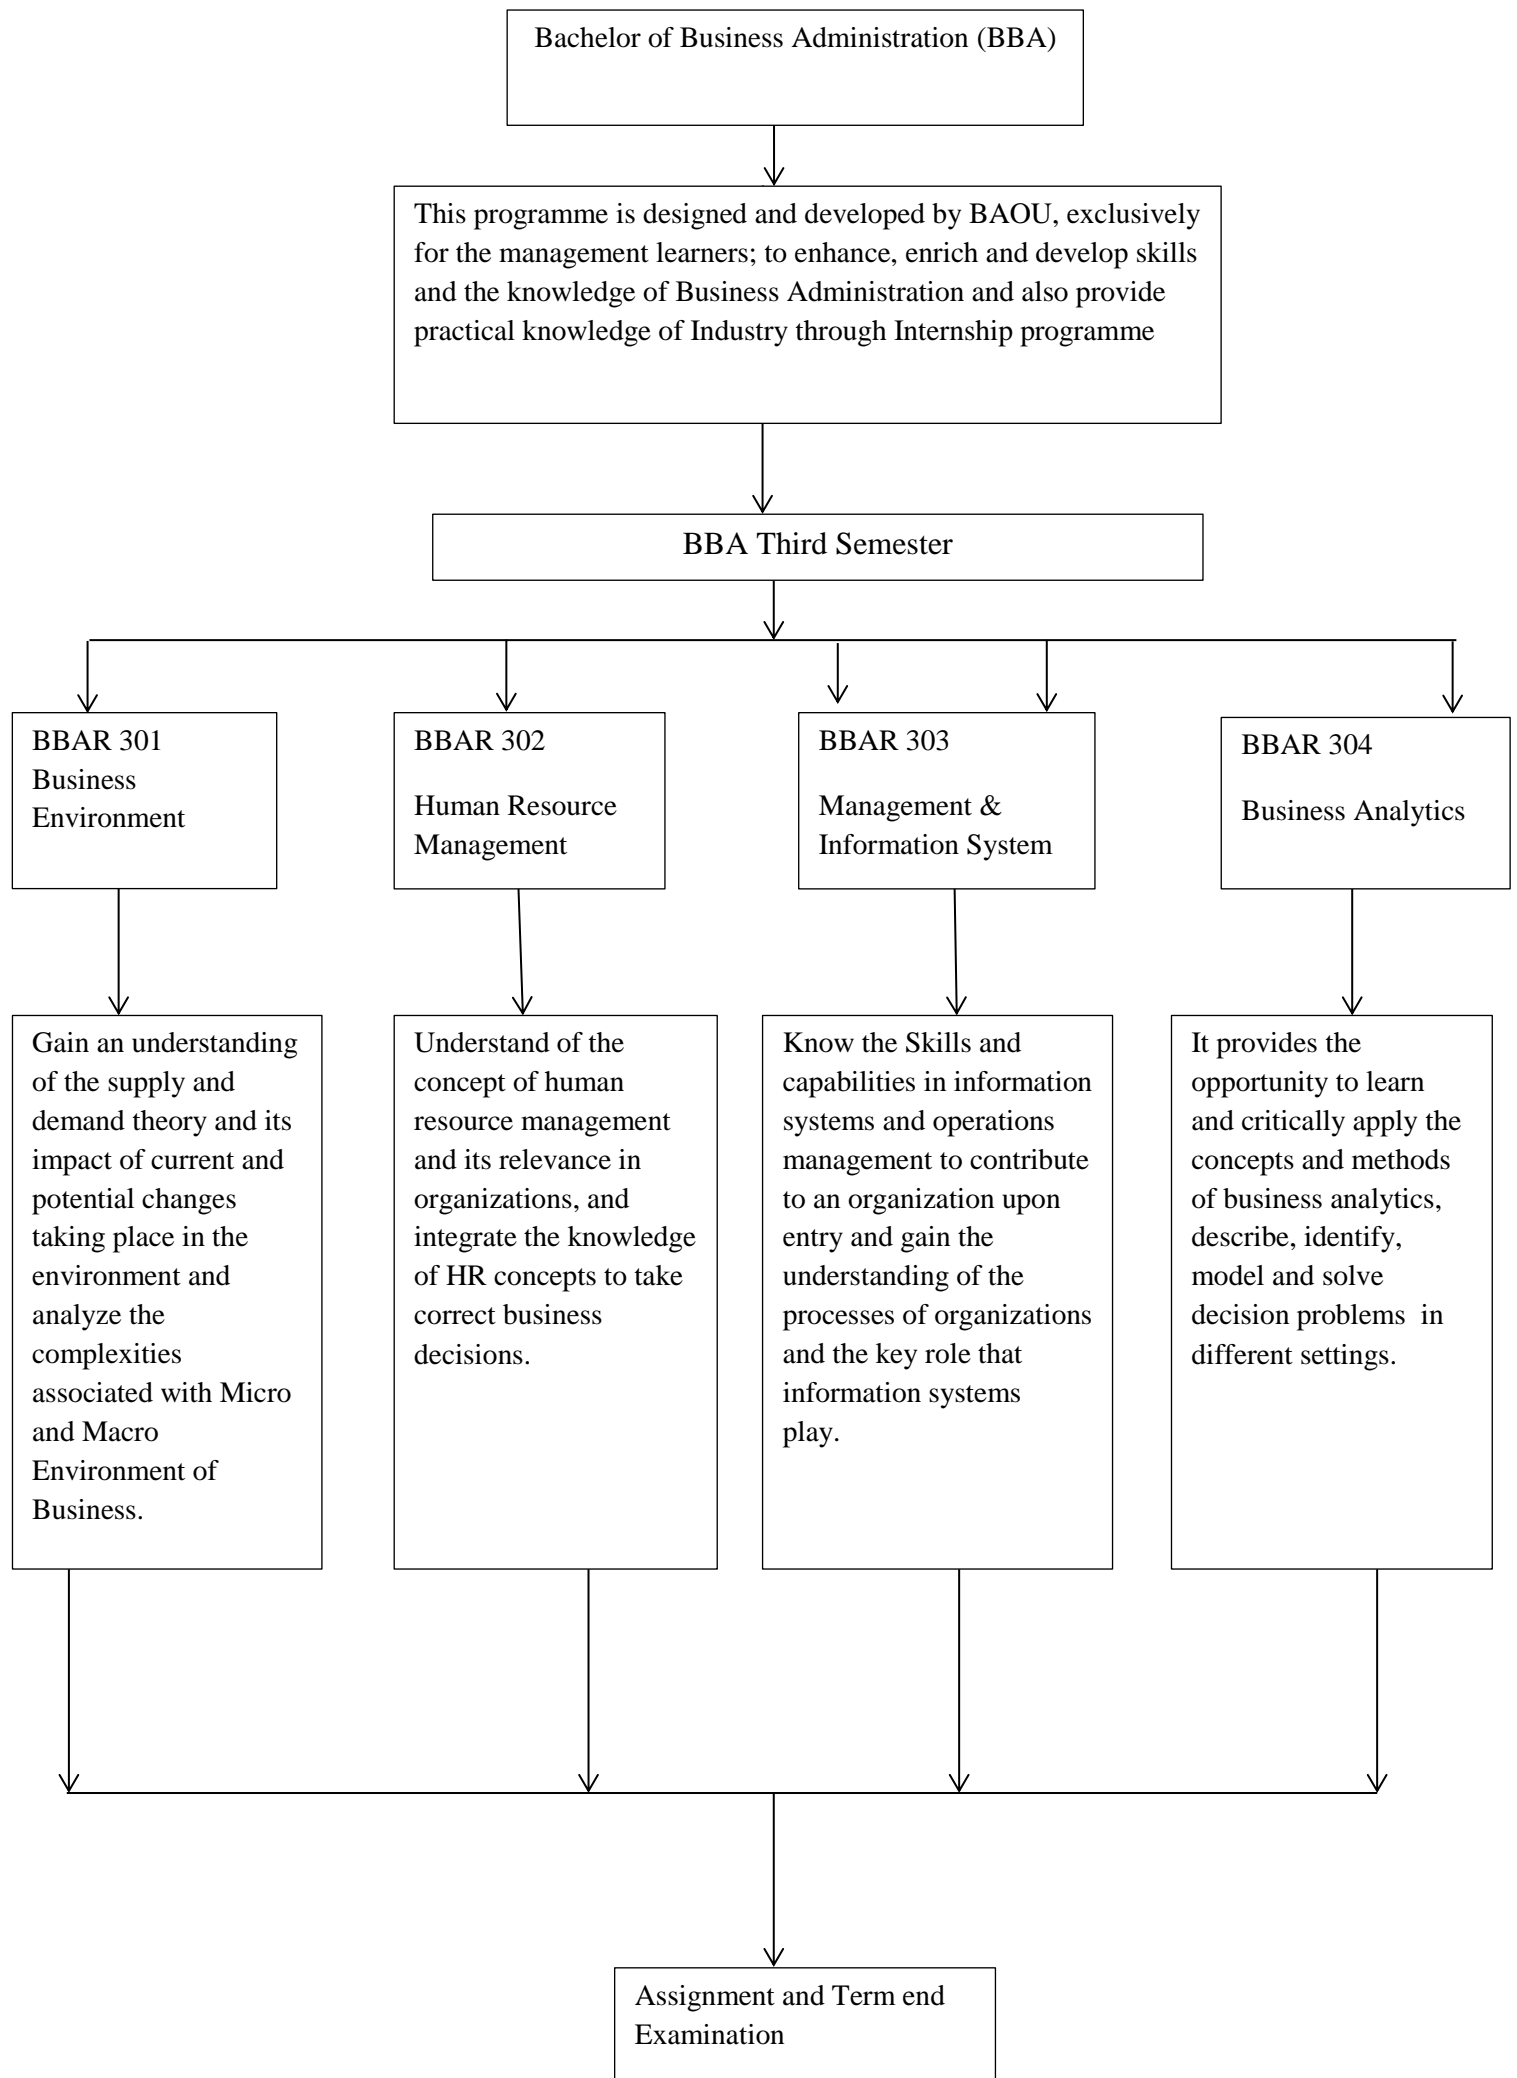 Bachelor of Business Administration (BBA)
This programme is designed and developed by BAOU, exclusively
for the management learners; to enhance, enrich and develop skills
and the knowledge of Business Administration and also provide
practical knowledge of Industry through Internship programme
BBA Third Semester
BBAR 301
Business
Environment
BBAR 302
Human Resource
Management
BBAR 303
Management &
Information System
BBAR 304
Business Analytics
Gain an understanding
of the supply and
demand theory and its
impact of current and
potential changes
taking place in the
environment and
analyze the
complexities
associated with Micro
and Macro
Environment of
Business.
Understand of the
concept of human
resource management
and its relevance in
organizations, and
integrate the knowledge
of HR concepts to take
correct business
decisions.
Know the Skills and
capabilities in information
systems and operations
management to contribute
to an organization upon
entry and gain the
understanding of the
processes of organizations
and the key role that
information systems
play.
It provides the
opportunity to learn
and critically apply the
concepts and methods
of business analytics,
describe, identify,
model and solve
decision problems  in
different settings.
Assignment and Term end
Examination